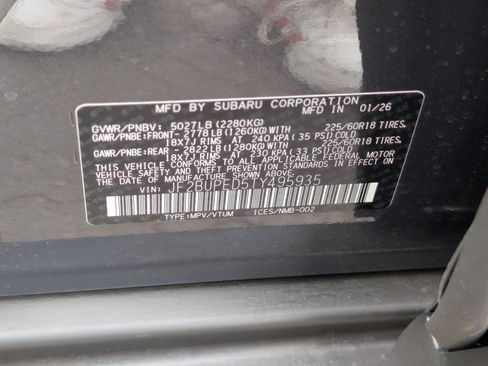 MFD BY SUBARU CORPORATION
MFD IN 01/26
GVWR/PNBV: 5027LB (2280KG)
GAWR/PNBE:FRONT- 2778LB(1260KG)WITH 225/60R18 TIRES,
18X7J RIMS AT 240 KPA(35 PSI)COLD
GAWR/PNBE:REAR - 2822LB(1280KG)WITH 225/60R18 TIRES,
18X7J RIMS AT 230 KPA(33 PSI)COLD
THIS VEHICLE CONFORMS TO ALL APPLICABLE FEDERAL MOTOR
VEHICLE SAFETY AND THEFT PREVENTION STANDARDS IN EFFECT
ON THE DATE OF MANUFACTURE SHOWN ABOVE.
VIN: JF2BUPED5TY495935
TYPE:MPV/VTUM ICES/NMB-002